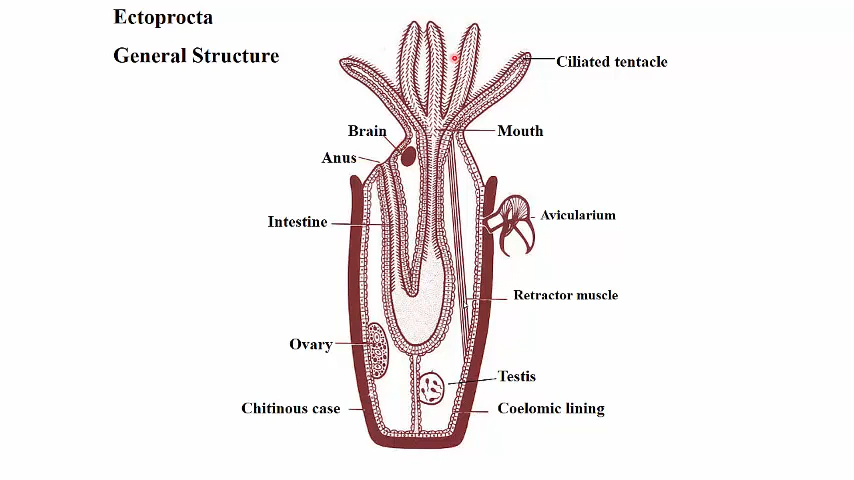 Ectoprocta
General Structure
Ciliated tentacle
Brain
Mouth
Anus
Avicularium
Intestine
Retractor muscle
Ovary
Testis
Chitinous case
Coelomic lining